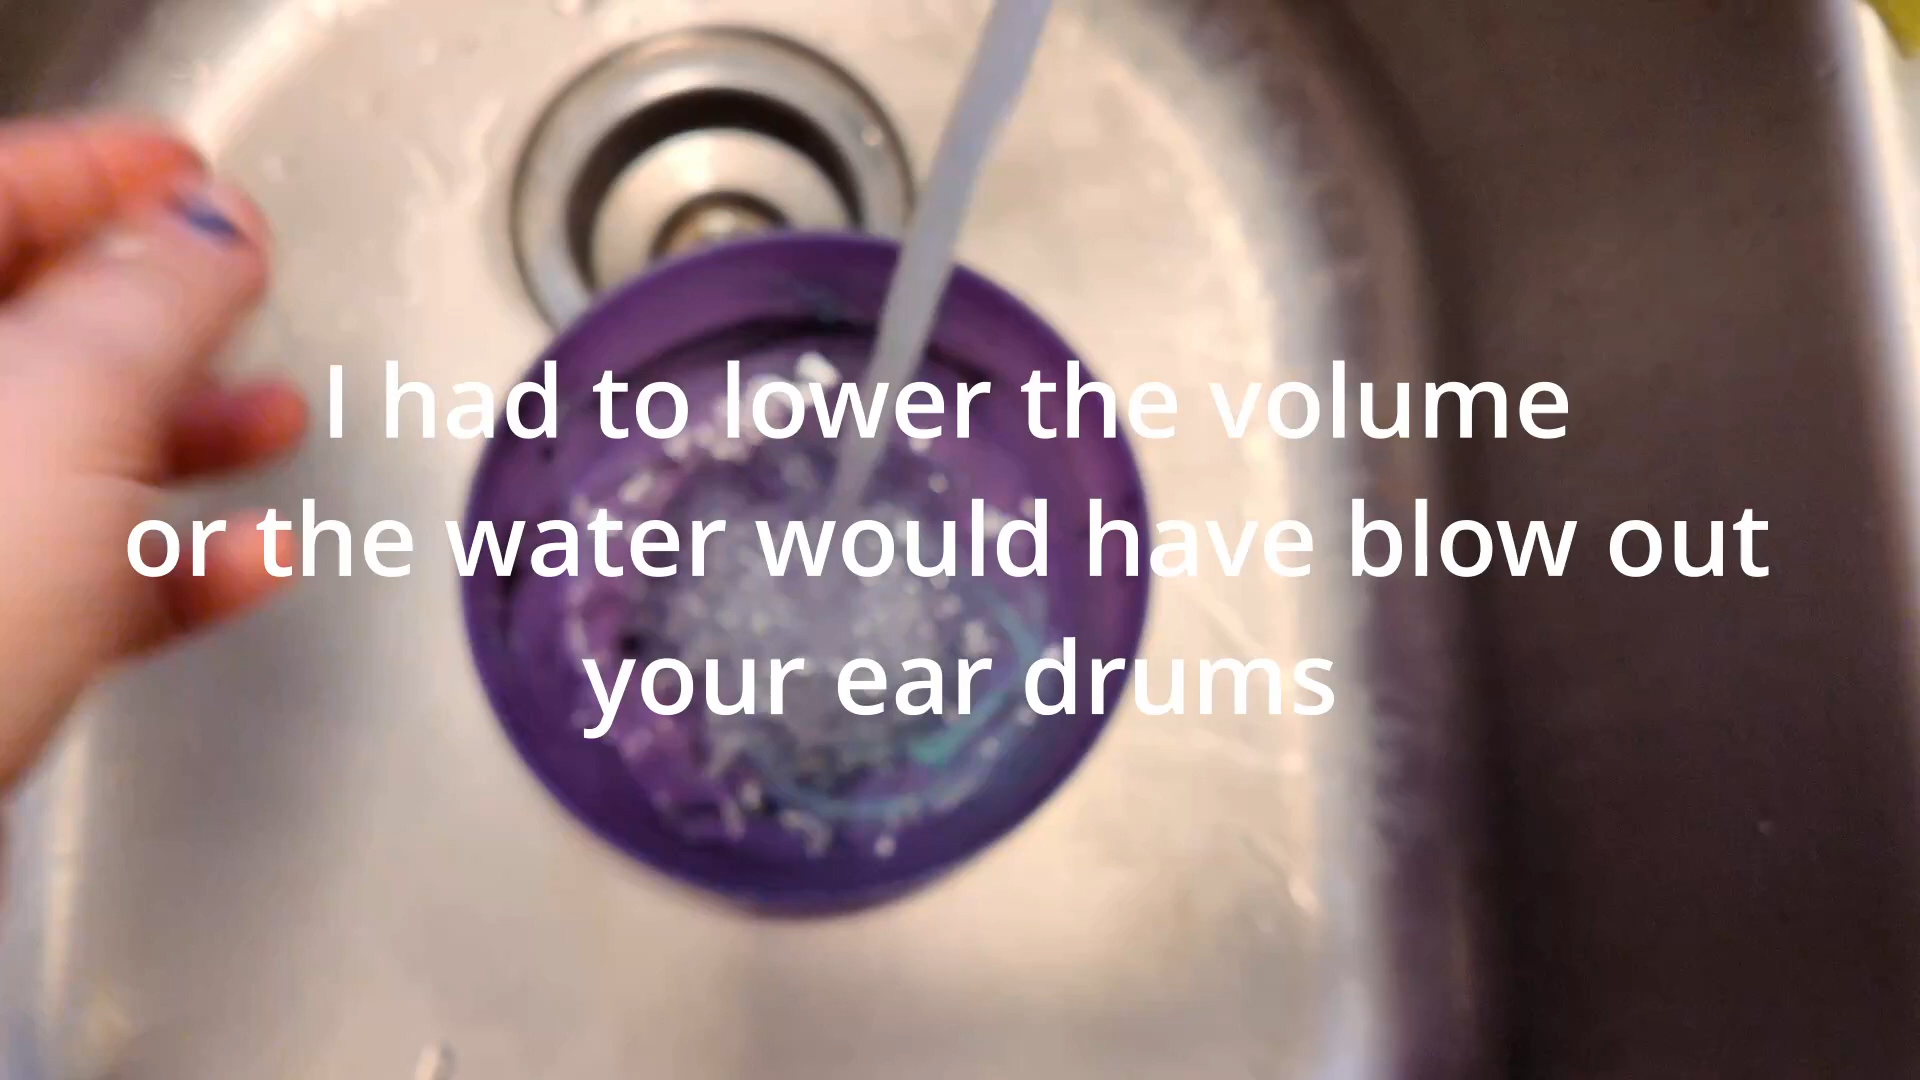 I had to lower the volume
or the water would have blow out
your ear drums